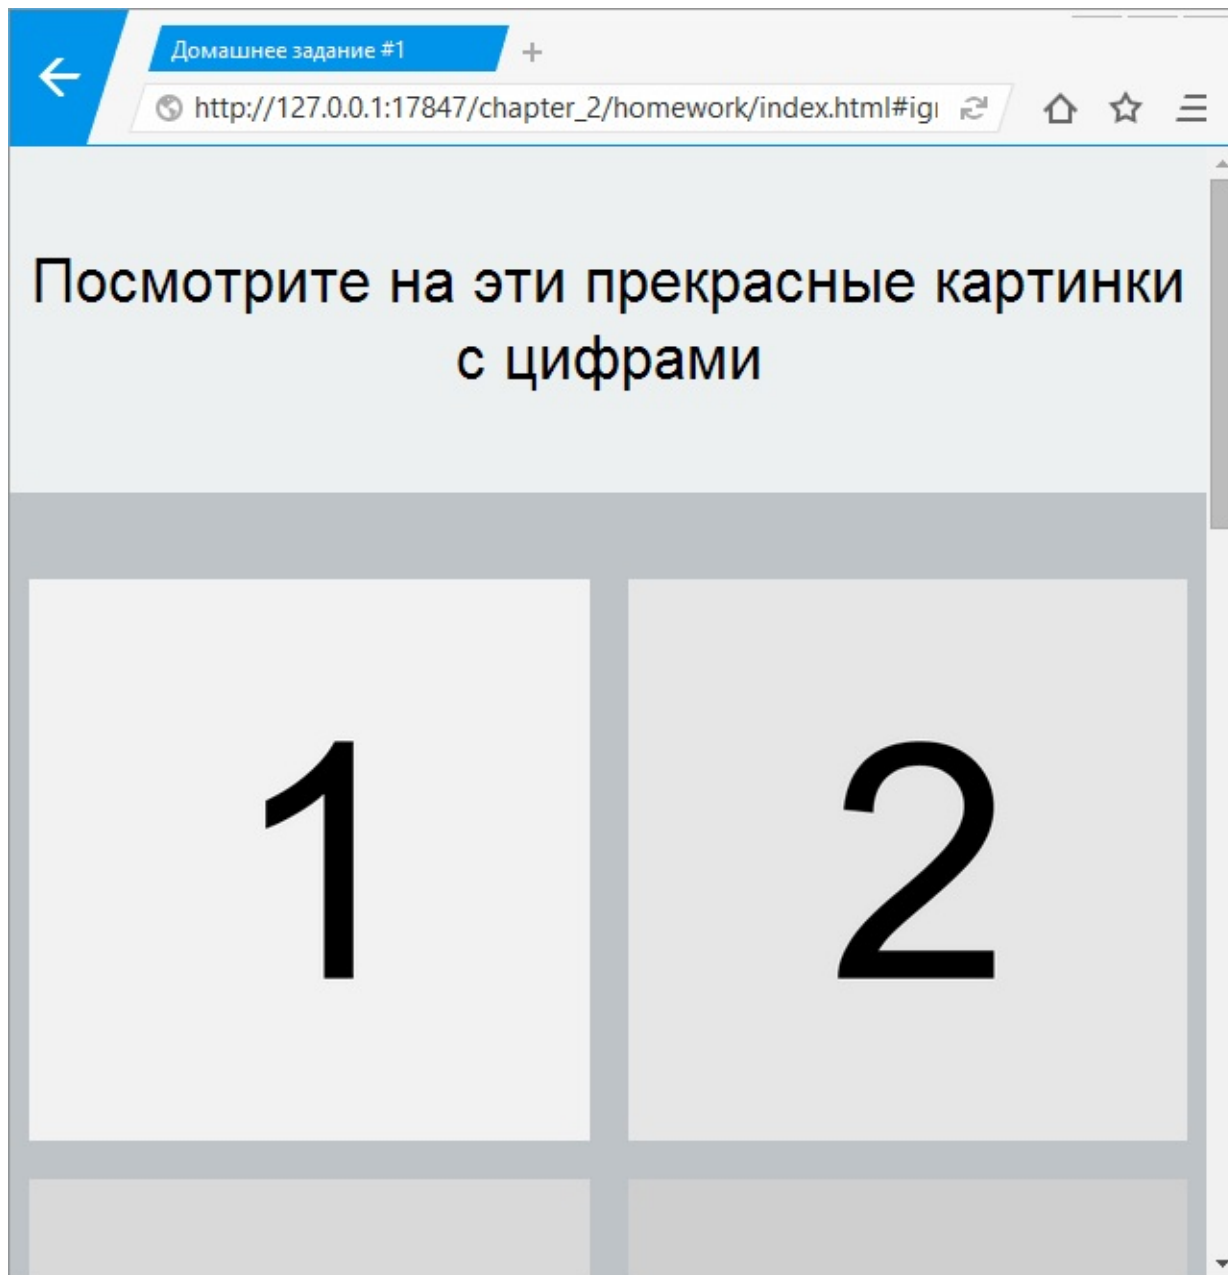 Домашнее задание #1
http://127.0.0.1:17847/chapter_2/homework/index.html#igi
Посмотрите на эти прекрасные картинки
с цифрами
1 2